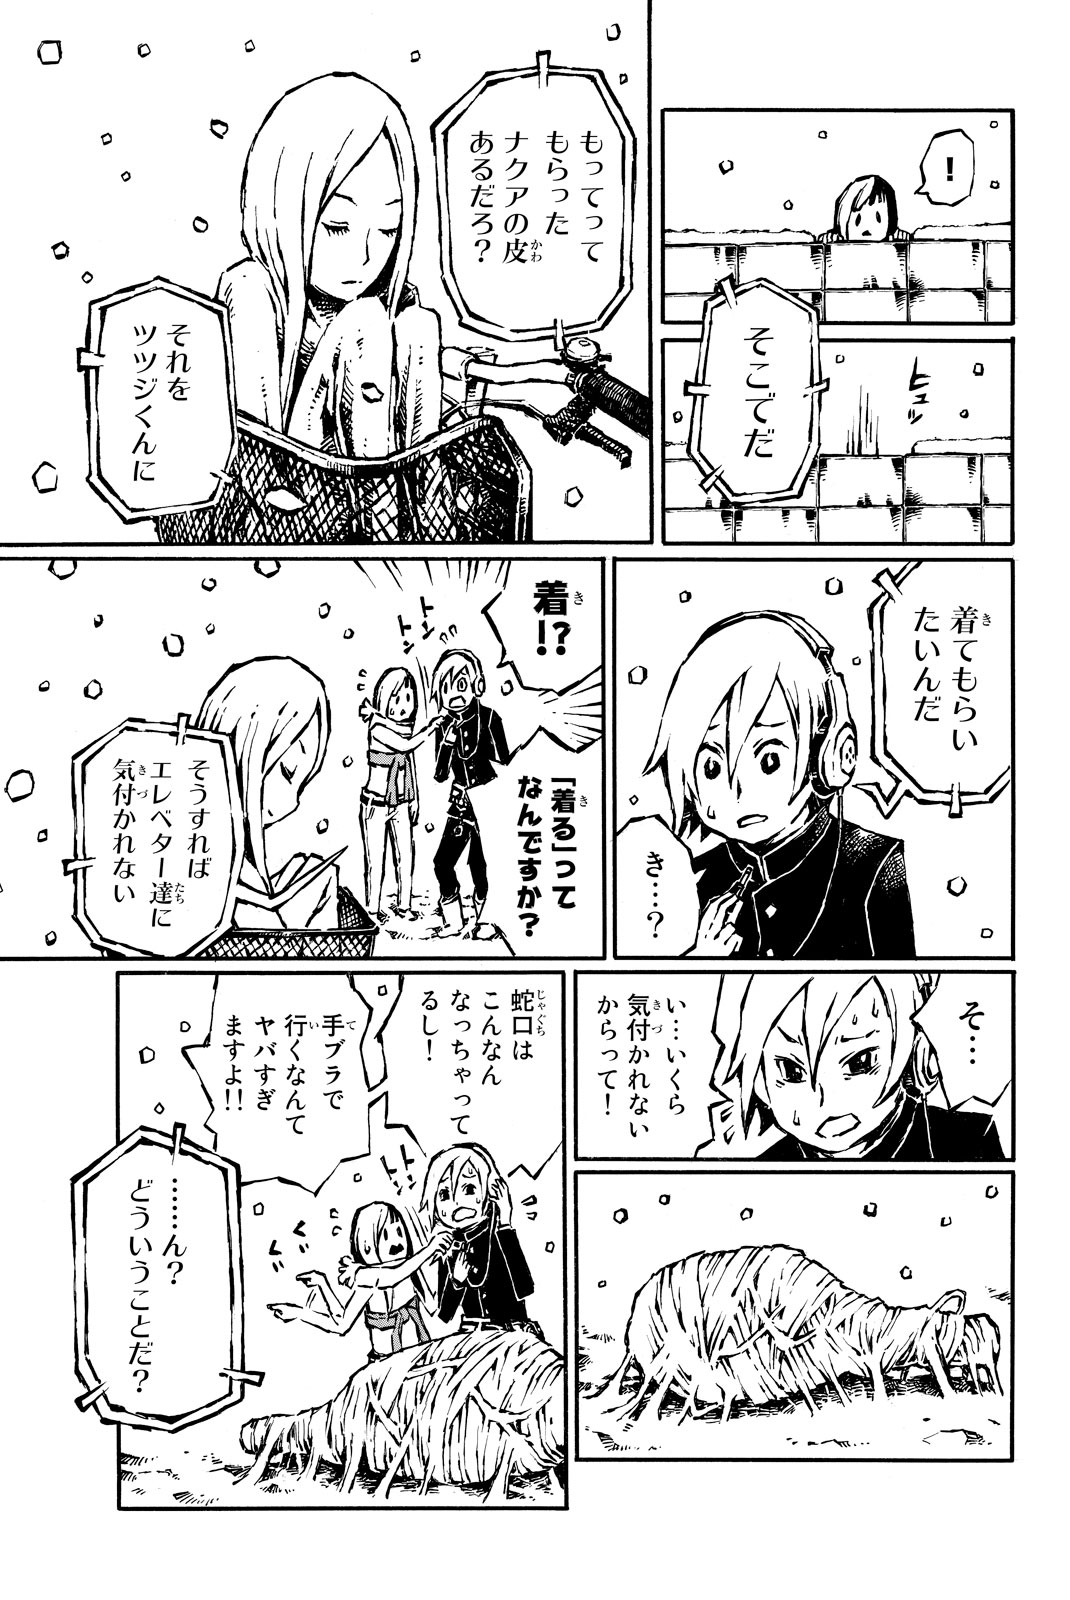 ！
そこでだ
ヒュッ
もってって
もらった
ナクアの皮
あるだろ？
それを
ツツジくんに
着てもらい
たいんだ
き…？
着！？
「着る」って
なんですか？
トン
トン
そうすれば
エレベター達に
気付かれない
そ…
い…いくら
気付かれない
からって！
蛇口は
こんなん
なっちゃって
るし！
手ブラで
行くなんて
ヤバすぎ
ますよ！！
トントン
ぐい
ぐい
……ん？
どういうことだ？